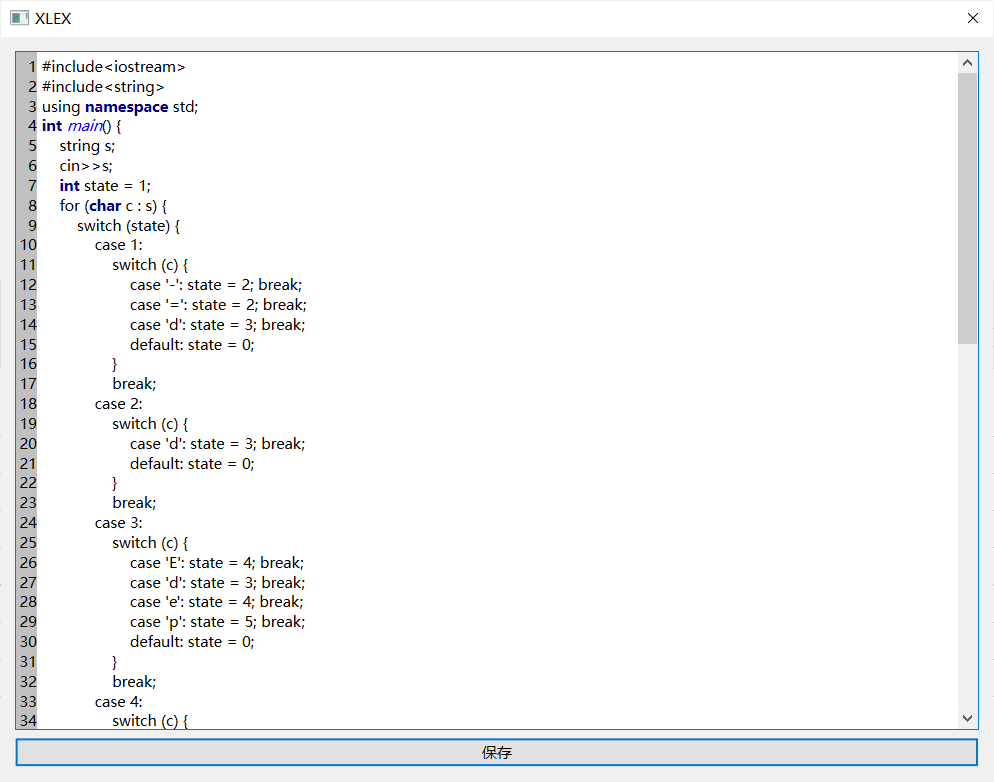 XLEX
1 #include<iostream>
2 #include<string>
3 using namespace std;
4 int main() {
5     string s;
6     cin>>s;
7     int state = 1;
8     for (char c : s) {
9         switch (state) {
10             case 1:
11                 switch (c) {
12                     case '-': state = 2; break;
13                     case '=': state = 2; break;
14                     case 'd': state = 3; break;
15                     default: state = 0;
16                 }
17                 break;
18             case 2:
19                 switch (c) {
20                     case 'd': state = 3; break;
21                     default: state = 0;
22                 }
23                 break;
24             case 3:
25                 switch (c) {
26                     case 'E': state = 4; break;
27                     case 'd': state = 3; break;
28                     case 'e': state = 4; break;
29                     case 'p': state = 5; break;
30                     default: state = 0;
31                 }
32                 break;
33             case 4:
34                 switch (c) {
保存